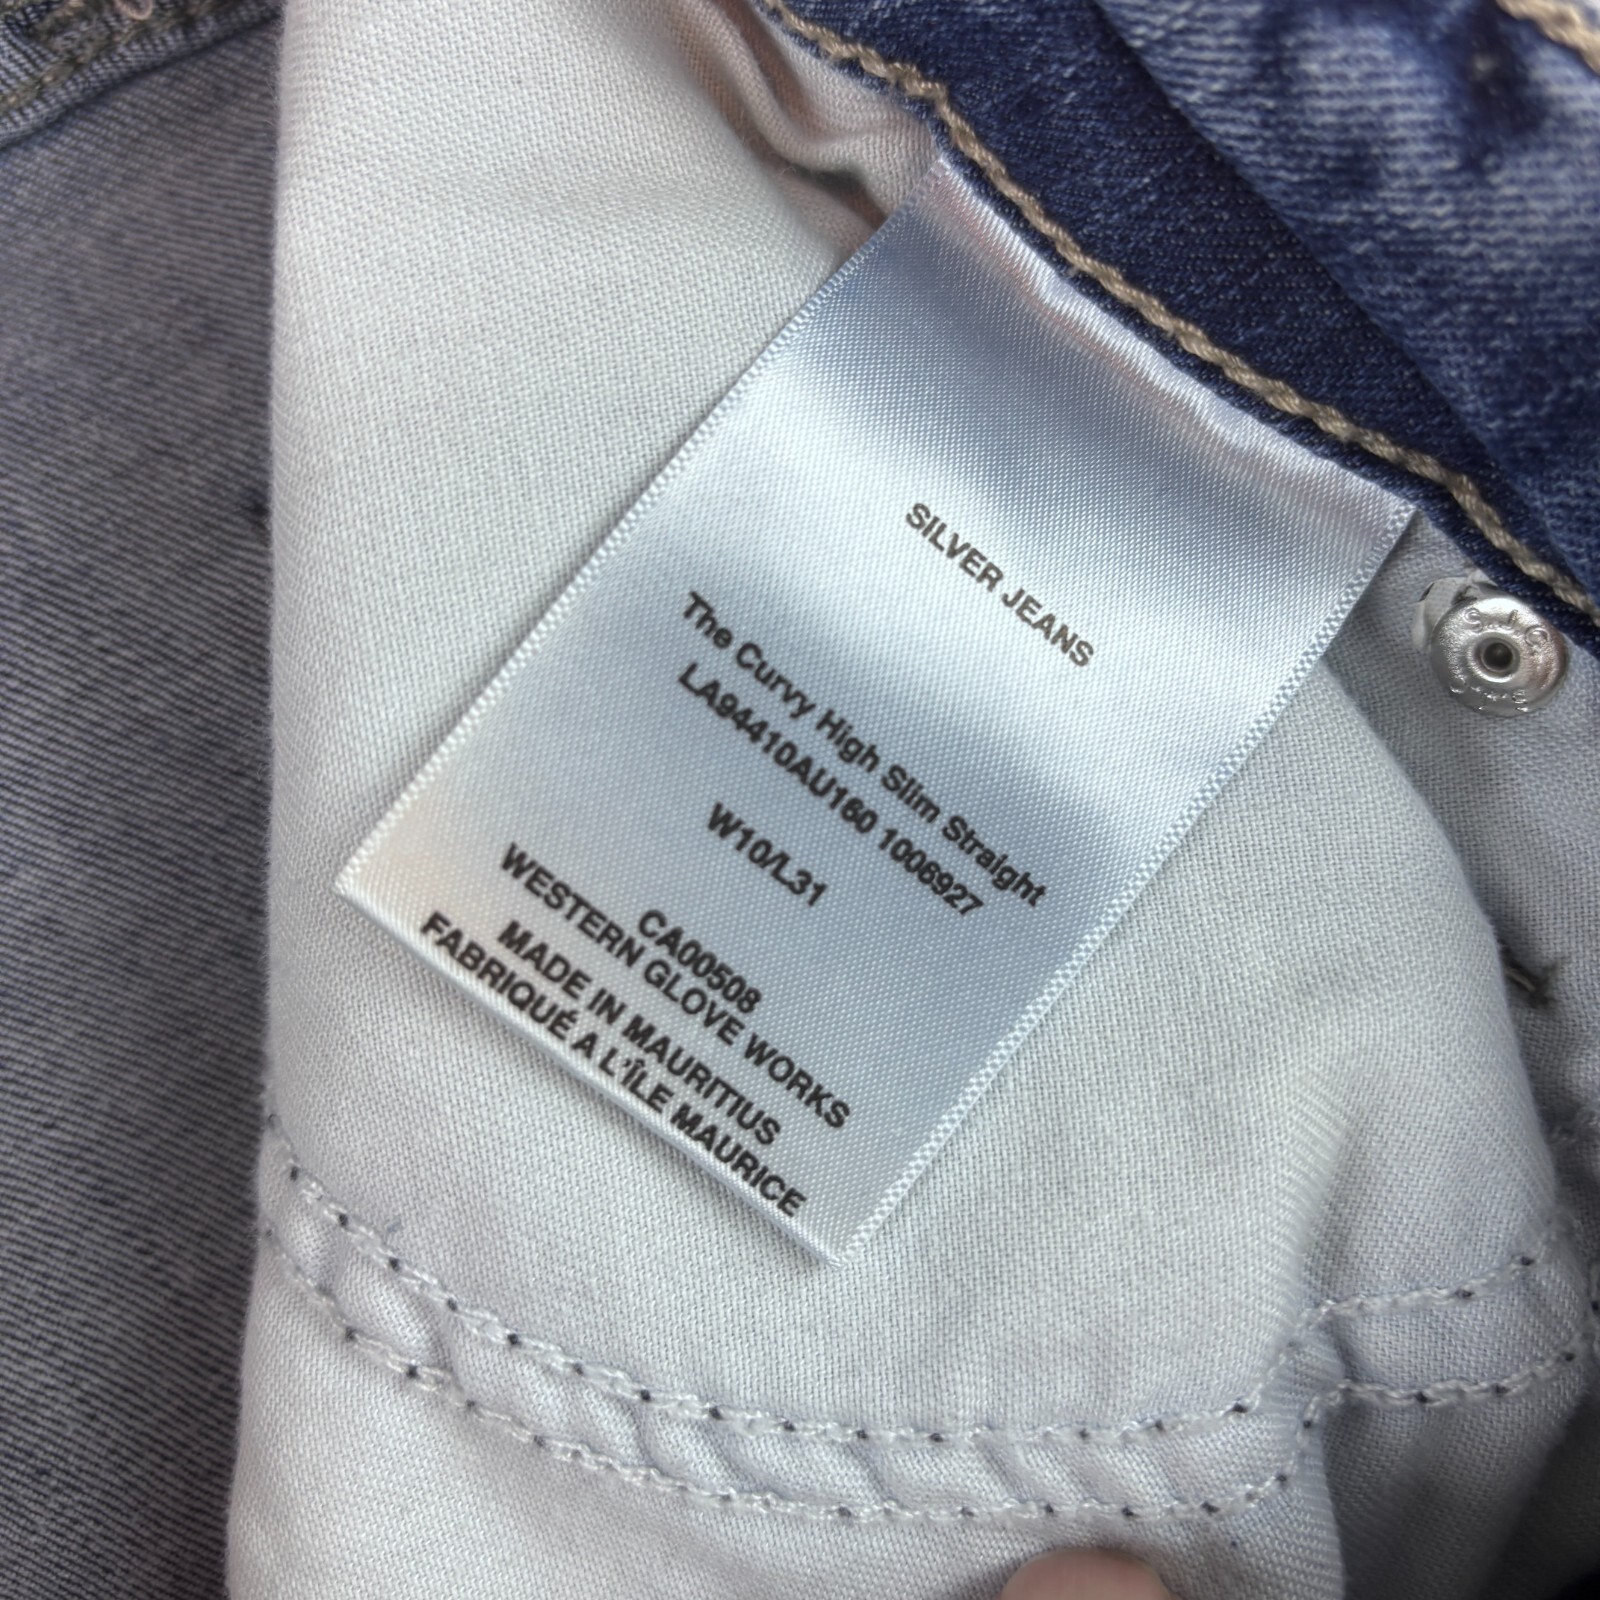 SILVER JEANS
The Curvy High Slim Straight
LA94410AU160 1006927
W10/L31
CA00508
WESTERN GLOVE WORKS
MADE IN MAURITIUS
FABRIQUÉ A L'ÎLE MAURICE